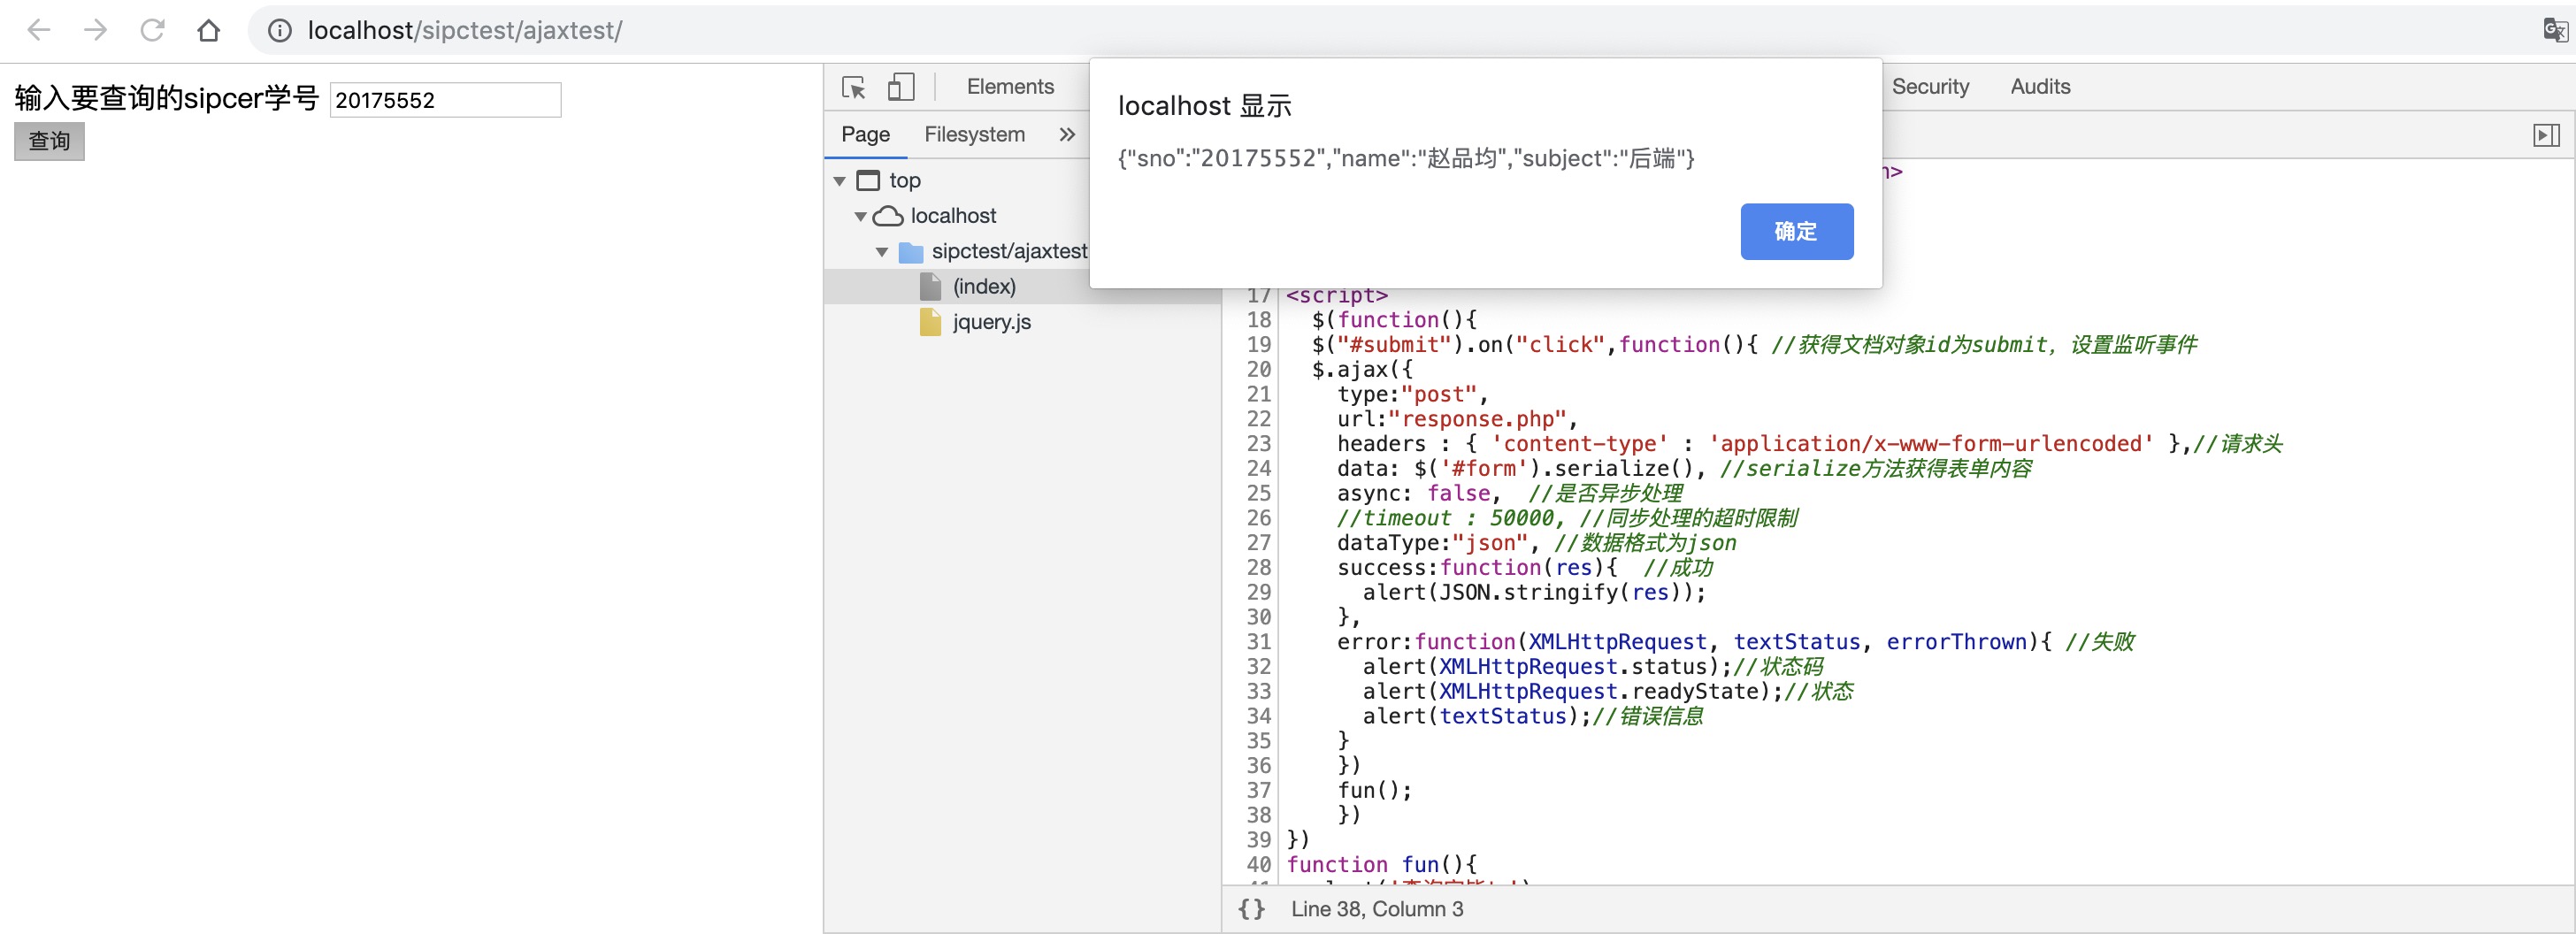 localhost/sipctest/ajaxtest/
输入要查询的sipcer学号 20175552
查询
Elements
Security
Audits
Page
Filesystem
»
top
localhost
sipctest/ajaxtest
(index)
jquery.js
localhost 显示
{"sno":"20175552","name":"赵品均","subject":"后端"}
确定
>
17 <script>
18 $(function(){
19 $("#submit").on("click",function(){ //获得文档对象id为submit，设置监听事件
20 $.ajax({
21 type:"post",
22 url:"response.php",
23 headers : { 'content-type' : 'application/x-www-form-urlencoded' },//请求头
24 data: $('#form').serialize(), //serialize方法获得表单内容
25 async: false, //是否异步处理
26 //timeout : 50000, //同步处理的超时限制
27 dataType:"json", //数据格式为json
28 success:function(res){ //成功
29 alert(JSON.stringify(res));
30 },
31 error:function(XMLHttpRequest, textStatus, errorThrown){ //失败
32 alert(XMLHttpRequest.status);//状态码
33 alert(XMLHttpRequest.readyState);//状态
34 alert(textStatus);//错误信息
35 }
36 })
37 fun();
38 })
39 })
40 function fun(){
{} Line 38, Column 3